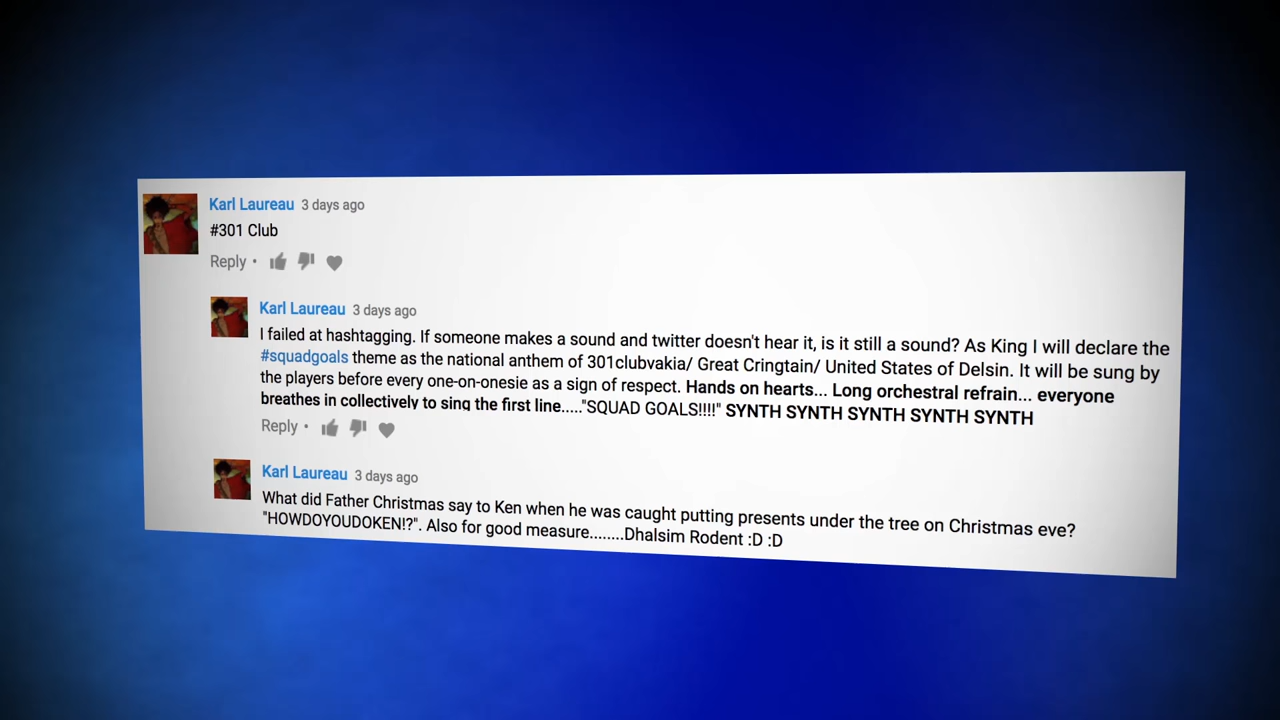 Karl Laureau 3 days ago
#301 Club
Reply •
Karl Laureau 3 days ago
I failed at hashtagging. If someone makes a sound and twitter doesn't hear it, is it still a sound? As King I will declare the
#squadgoals theme as the national anthem of 301clubvakia/ Great Cringtain/ United States of Delsin. It will be sung by
the players before every one-on-onesie as a sign of respect. Hands on hearts... Long orchestral refrain... everyone
breathes in collectively to sing the first line....."SQUAD GOALS!!!!" SYNTH SYNTH SYNTH SYNTH SYNTH
Reply •
Karl Laureau 3 days ago
What did Father Christmas say to Ken when he was caught putting presents under the tree on Christmas eve?
"HOWDOYOUDOKEN!?". Also for good measure........Dhalsim Rodent :D :D